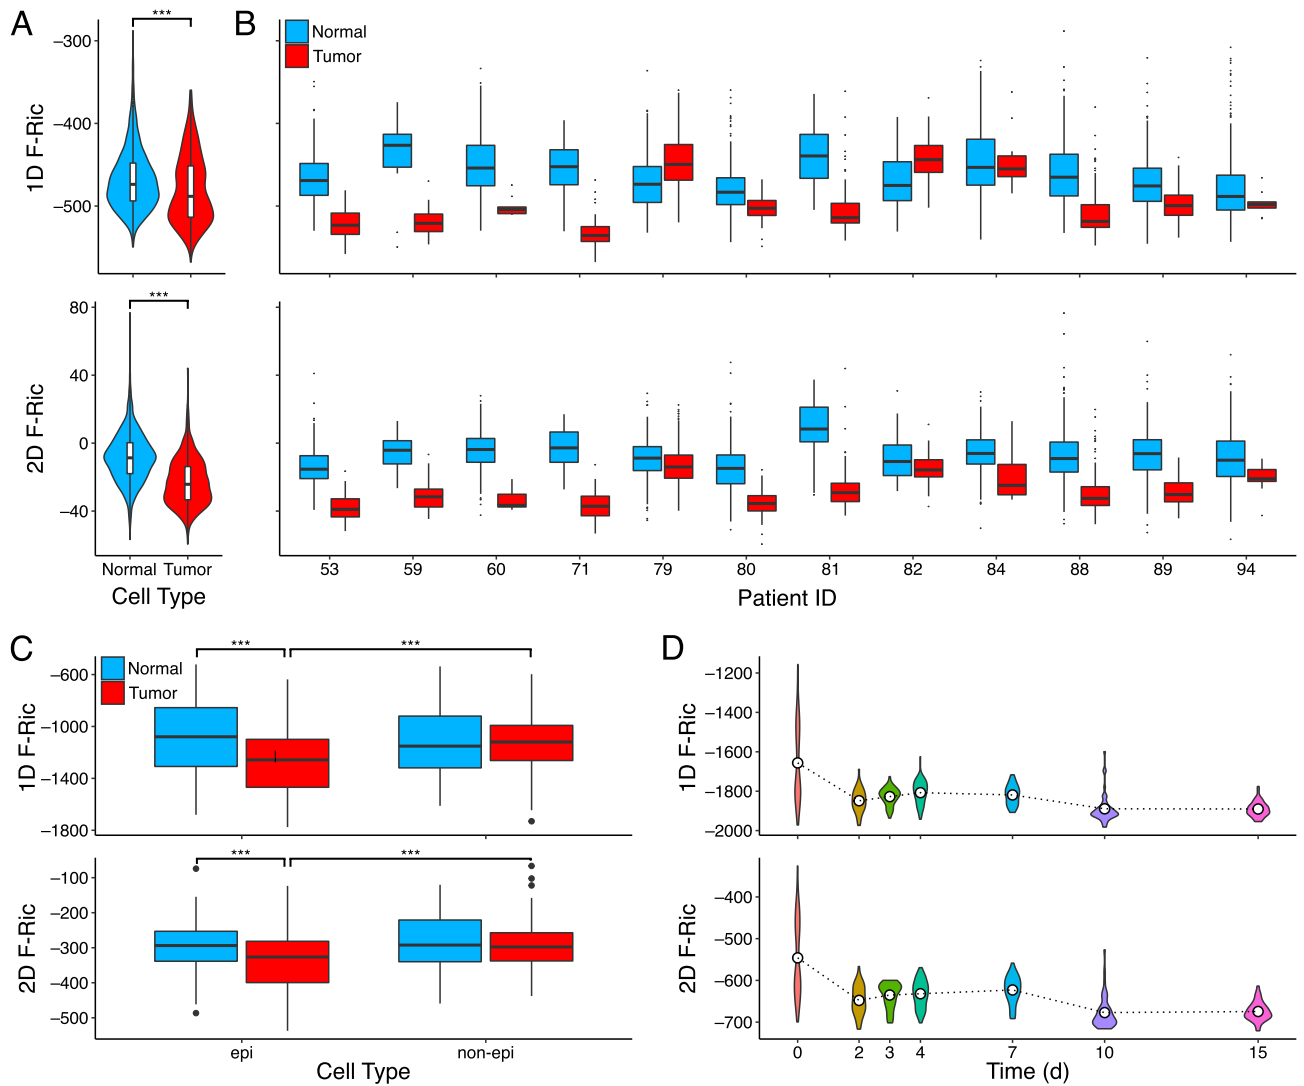 A
***
1D F-Ric
−300
−400
−500
B
Normal
Tumor
***
2D F-Ric
80
40
0
−40
Normal Tumor
Cell Type
53 59 60 71 79 80 81 82 84 88 89 94
Patient ID
C
*** ***
Normal
Tumor
1D F-Ric
−600
−1000
−1400
−1800
*** ***
2D F-Ric
−100
−200
−300
−400
−500
epi non-epi
Cell Type
D
1D F-Ric
−1200
−1400
−1600
−1800
−2000
2D F-Ric
−400
−500
−600
−700
0 2 3 4 7 10 15
Time (d)